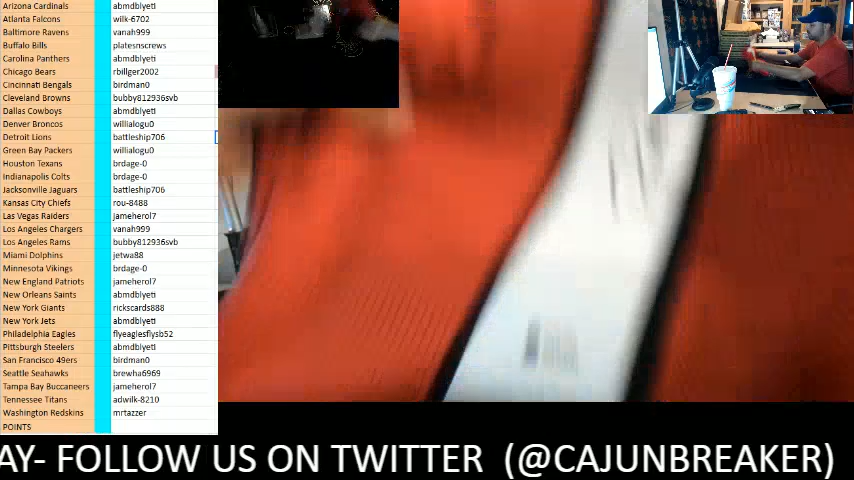 Arizona Cardinals abmdblyeti
Atlanta Falcons wilk-6702
Baltimore Ravens vanah999
Buffalo Bills platesnscrews
Carolina Panthers abmdblyeti
Chicago Bears rbillger2002
Cincinnati Bengals birdman0
Cleveland Browns bubby812936svb
Dallas Cowboys abmdblyeti
Denver Broncos willialogu0
Detroit Lions battleship706
Green Bay Packers willialogu0
Houston Texans brdage-0
Indianapolis Colts brdage-0
Jacksonville Jaguars battleship706
Kansas City Chiefs rou-8488
Las Vegas Raiders jameherol7
Los Angeles Chargers vanah999
Los Angeles Rams bubby812936svb
Miami Dolphins jetwa88
Minnesota Vikings brdage-0
New England Patriots jameherol7
New Orleans Saints abmdblyeti
New York Giants rickscards888
New York Jets abmdblyeti
Philadelphia Eagles flyeaglesflysb52
Pittsburgh Steelers abmdblyeti
San Francisco 49ers birdman0
Seattle Seahawks brewha6969
Tampa Bay Buccaneers jameherol7
Tennessee Titans adwilk-8210
Washington Redskins mrtazzer
POINTS
AY- FOLLOW US ON TWITTER (@CAJUNBREAKER)